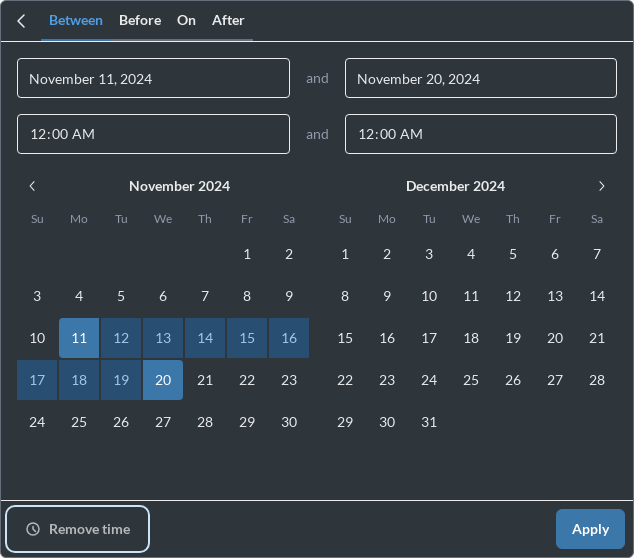 Between Before On After
November 11, 2024 and November 20, 2024
12:00 AM and 12:00 AM
November 2024 December 2024
Su Mo Tu We Th Fr Sa Su Mo Tu We Th Fr Sa
1 2 1 2 3 4 5 6 7
3 4 5 6 7 8 9 8 9 10 11 12 13 14
10 11 12 13 14 15 16 15 16 17 18 19 20 21
17 18 19 20 21 22 23 22 23 24 25 26 27 28
24 25 26 27 28 29 30 29 30 31
Remove time Apply